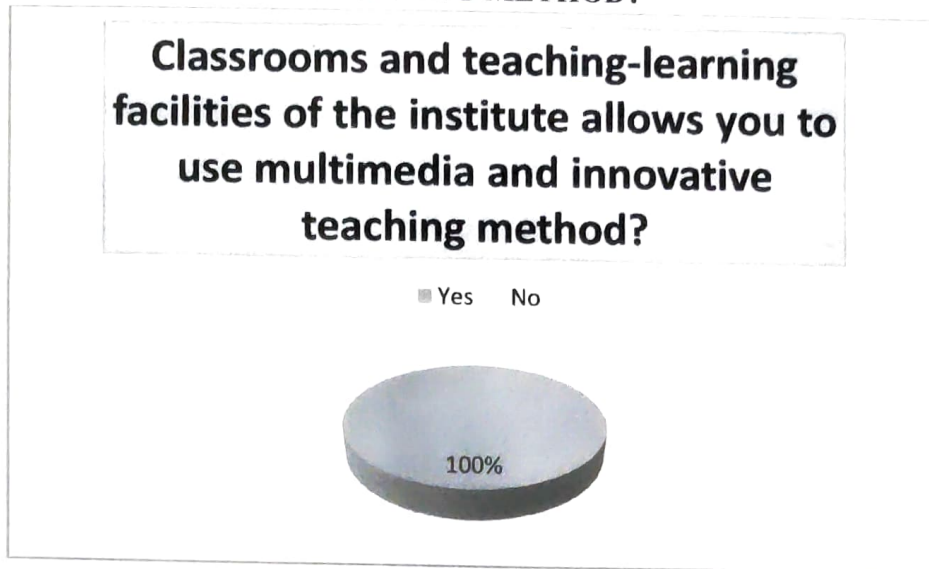 Classrooms and teaching-learning
facilities of the institute allows you to
use multimedia and innovative
teaching method?
Yes No
100%